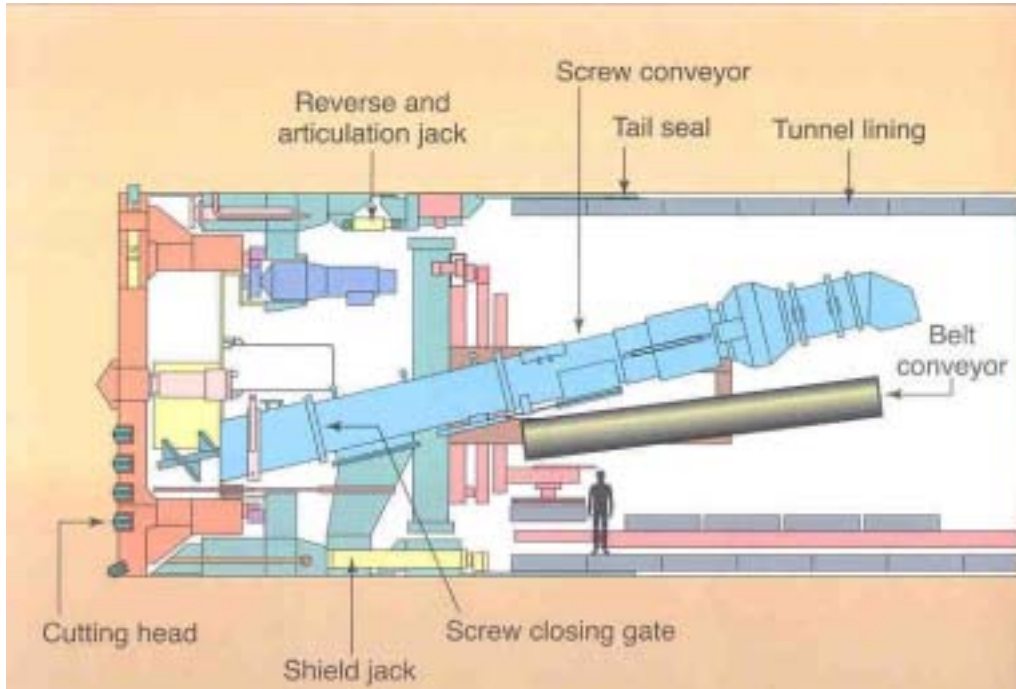 Screw conveyor
Reverse and
articulation jack
Tail seal
Tunnel lining
Belt
conveyor
Cutting head
Screw closing gate
Shield jack